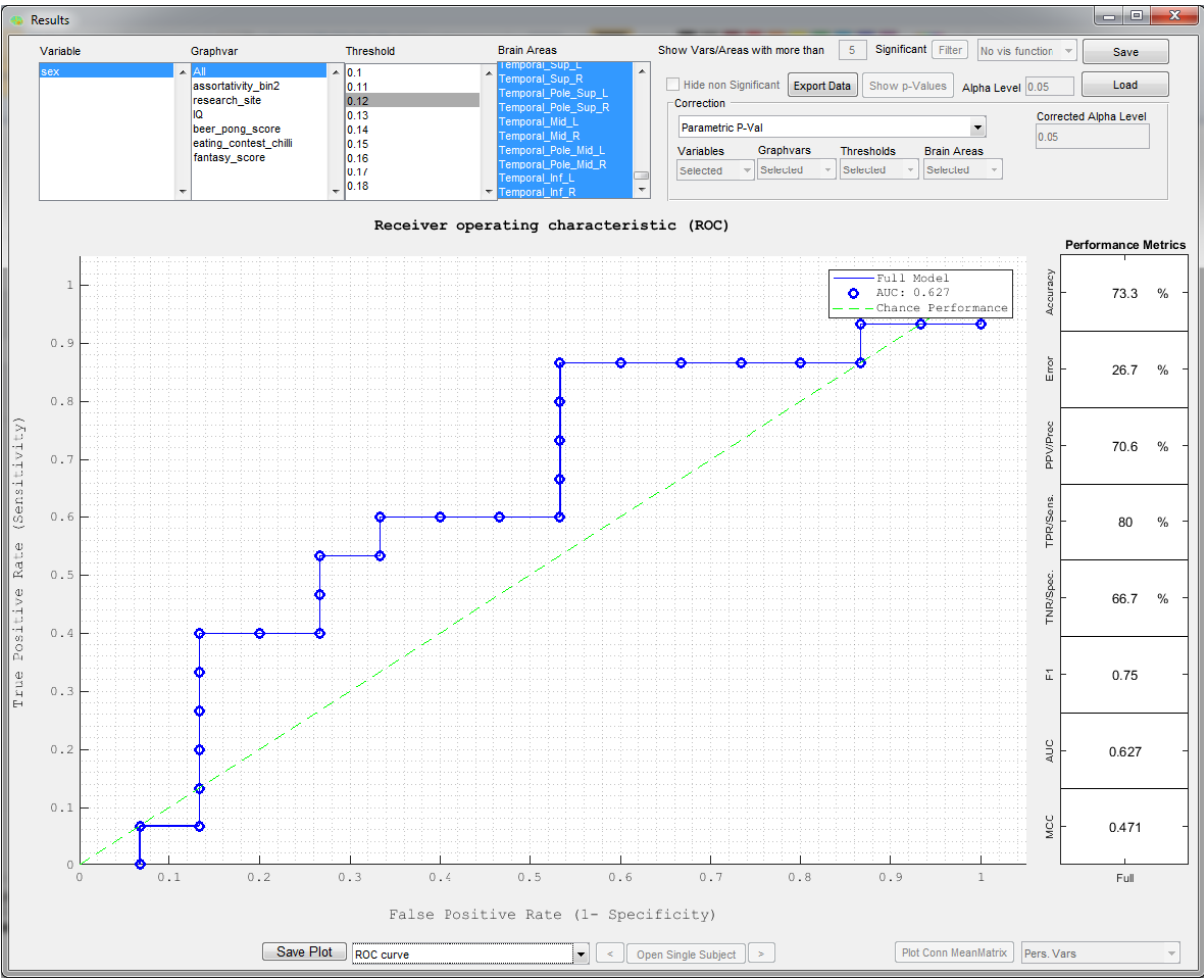 Results
Variable
Graphvar
Threshold
Brain Areas
Show Vars/Areas with more than 5 Significant Filter No vis function Save
sex
All
assortativity_bin2
research_site
IQ
beer_pong_score
eating_contest_chilli
fantasy_score
0.1
0.11
0.12
0.13
0.14
0.15
0.16
0.17
0.18
Temporal_Sup_L
Temporal_Sup_R
Temporal_Pole_Sup_L
Temporal_Pole_Sup_R
Temporal_Mid_L
Temporal_Mid_R
Temporal_Pole_Mid_L
Temporal_Pole_Mid_R
Temporal_Inf_L
Temporal_Inf_R
Hide non Significant Export Data Show p-Values Alpha Level 0.05 Load
Correction
Parametric P-Val
Corrected Alpha Level
0.05
Variables Graphvars Thresholds Brain Areas
Selected Selected Selected Selected
Receiver operating characteristic (ROC)
Full Model
AUC: 0.627
Chance Performance
True Positive Rate (Sensitivity)
1
0.9
0.8
0.7
0.6
0.5
0.4
0.3
0.2
0.1
0
0 0.1 0.2 0.3 0.4 0.5 0.6 0.7 0.8 0.9 1
False Positive Rate (1- Specificity)
Performance Metrics
Accuracy 73.3 %
Error 26.7 %
PPV/Prec 70.6 %
TPR/Sens. 80 %
TNR/Spec. 66.7 %
F1 0.75
AUC 0.627
MCC 0.471
Full
Save Plot ROC curve < Open Single Subject > Plot Conn MeanMatrix Pers. Vars